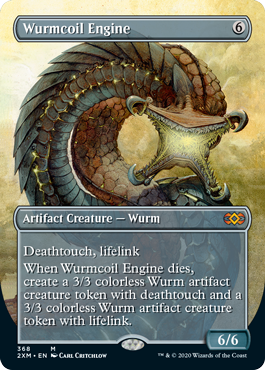 Wurmcoil Engine 6
Artifact Creature — Wurm
Deathtouch, lifelink
When Wurmcoil Engine dies,
create a 3/3 colorless Wurm artifact
creature token with deathtouch and a
3/3 colorless Wurm artifact creature
token with lifelink.
6/6
368 M
2XM • EN CARL CRITCHLOW ™ & © 2020 Wizards of the Coast